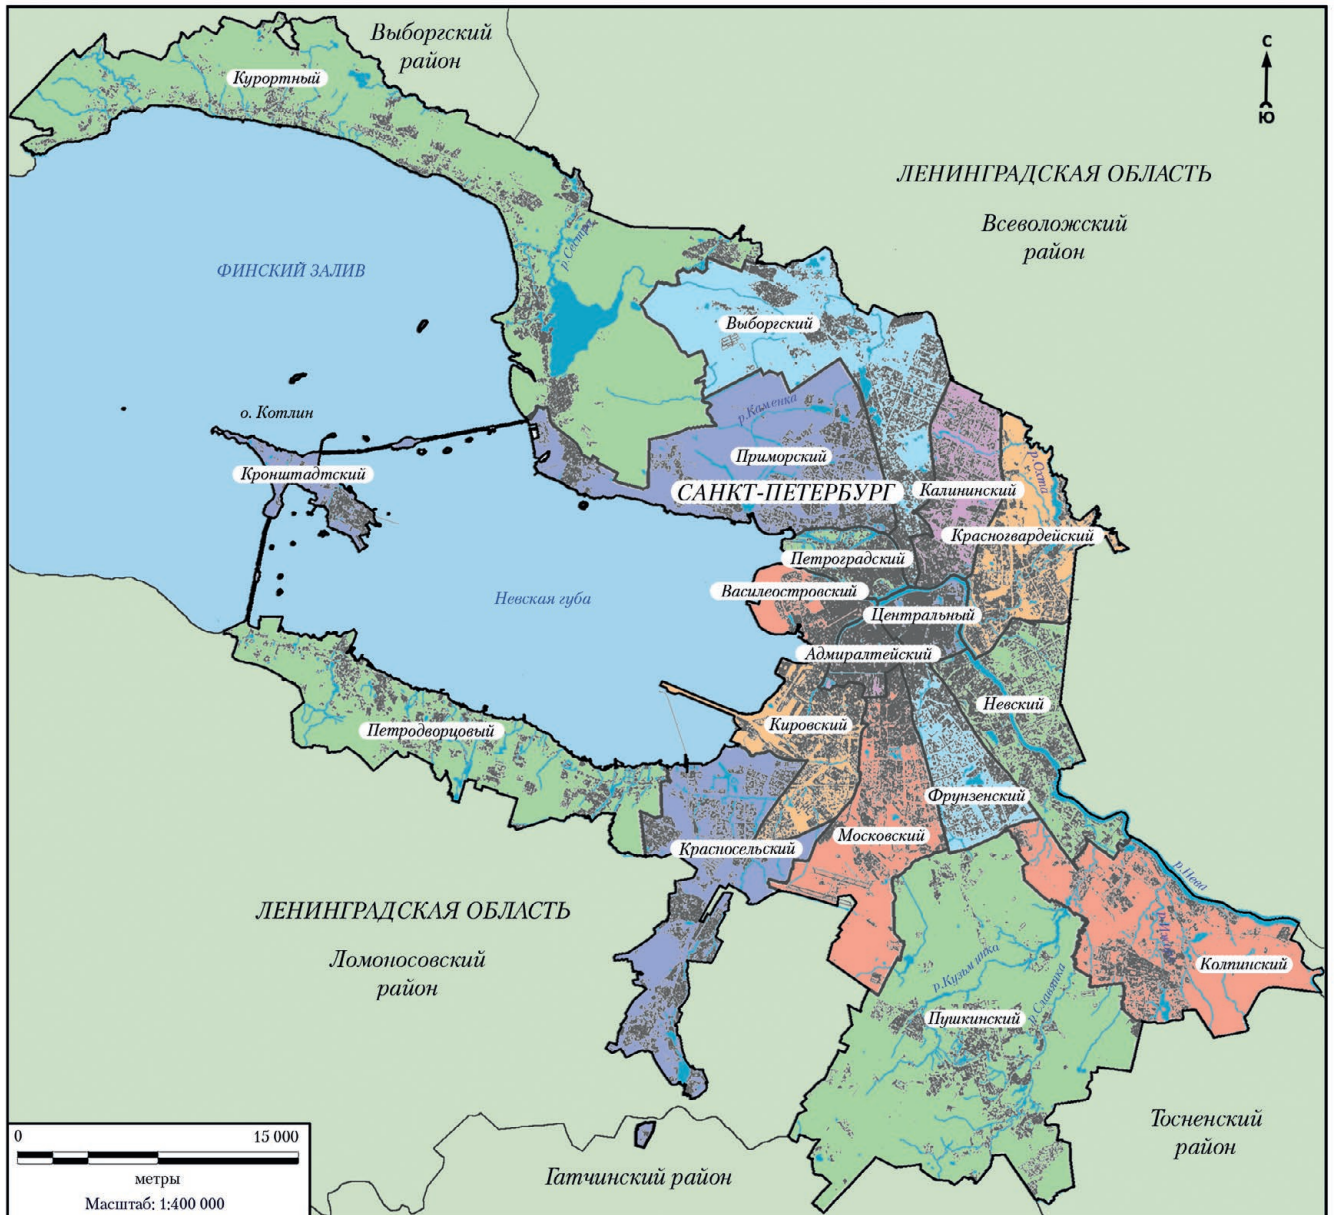 Выборгский
район
Курортный
С
Ю
ЛЕНИНГРАДСКАЯ ОБЛАСТЬ
Всеволожский
район
р.Сестра
ФИНСКИЙ ЗАЛИВ
Выборгский
о. Котлин
р.Каменка
Приморский
р.Охта
Кронштадтский
САНКТ-ПЕТЕРБУРГ
Калининский
Красногвардейский
Петроградский
Василеостровский
Невская губа
Центральный
Адмиралтейский
Невский
Кировский
Петродворцовый
Фрунзенский
Московский
Красносельский
р.Нева
ЛЕНИНГРАДСКАЯ ОБЛАСТЬ
Ломоносовский
район
р.Ижора
Колпинский
р.Кузьминка
р.Славянка
Пушкинский
Тосненский
район
0 15 000
метры
Масштаб: 1:400 000
Гатчинский район